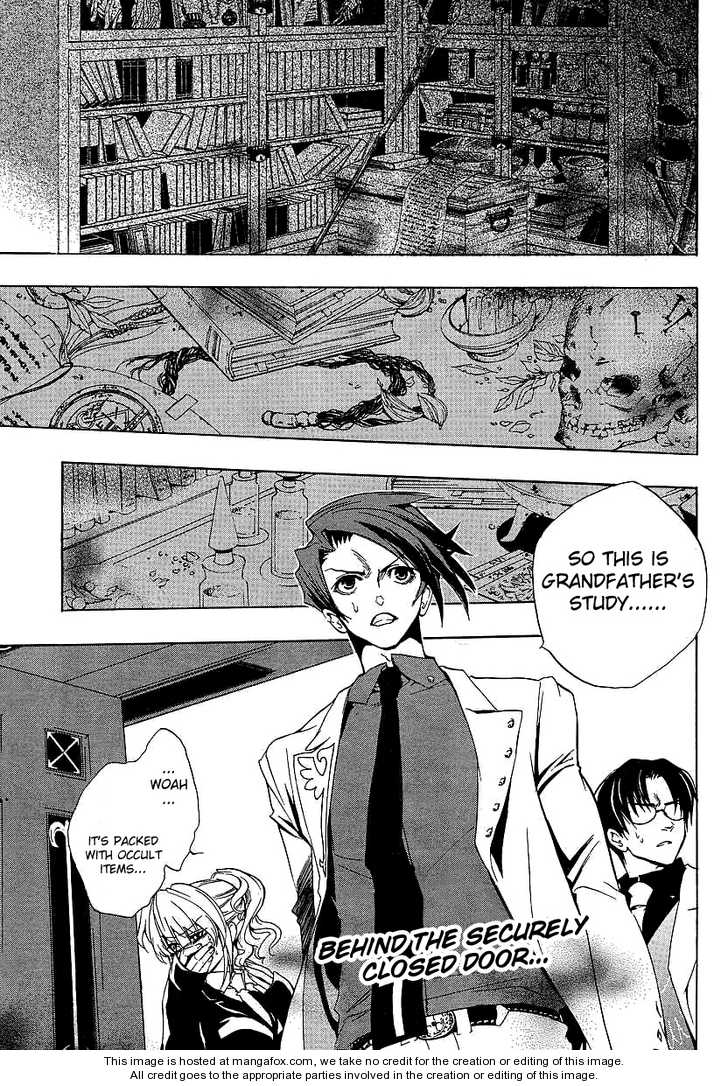 SO THIS IS
GRANDFATHER'S
STUDY......
...
WOAH
...
IT'S PACKED
WITH OCCULT
ITEMS...
BEHIND THE SECURELY
CLOSED DOOR...
This image is hosted at mangafox.com, we take no credit for the creation or editing of this image.
All credit goes to the appropriate parties involved in the creation or editing of this image.